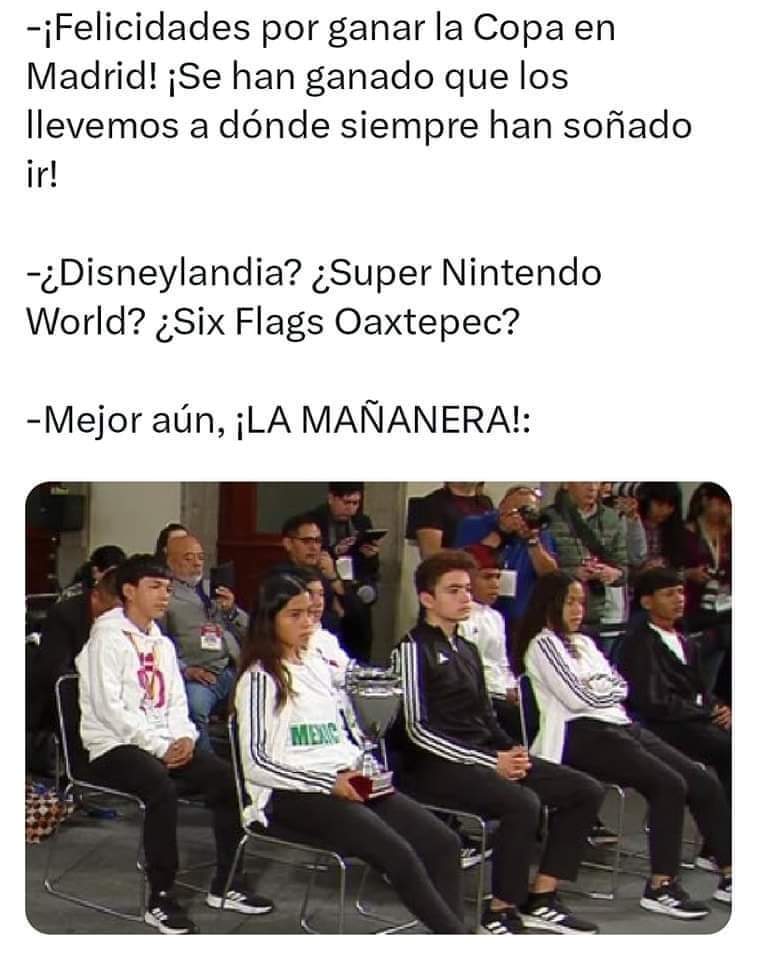 -¡Felicidades por ganar la Copa en
Madrid! ¡Se han ganado que los
llevemos a dónde siempre han soñado
ir!
-¿Disneylandia? ¿Super Nintendo
World? ¿Six Flags Oaxtepec?
-Mejor aún, ¡LA MAÑANERA!: